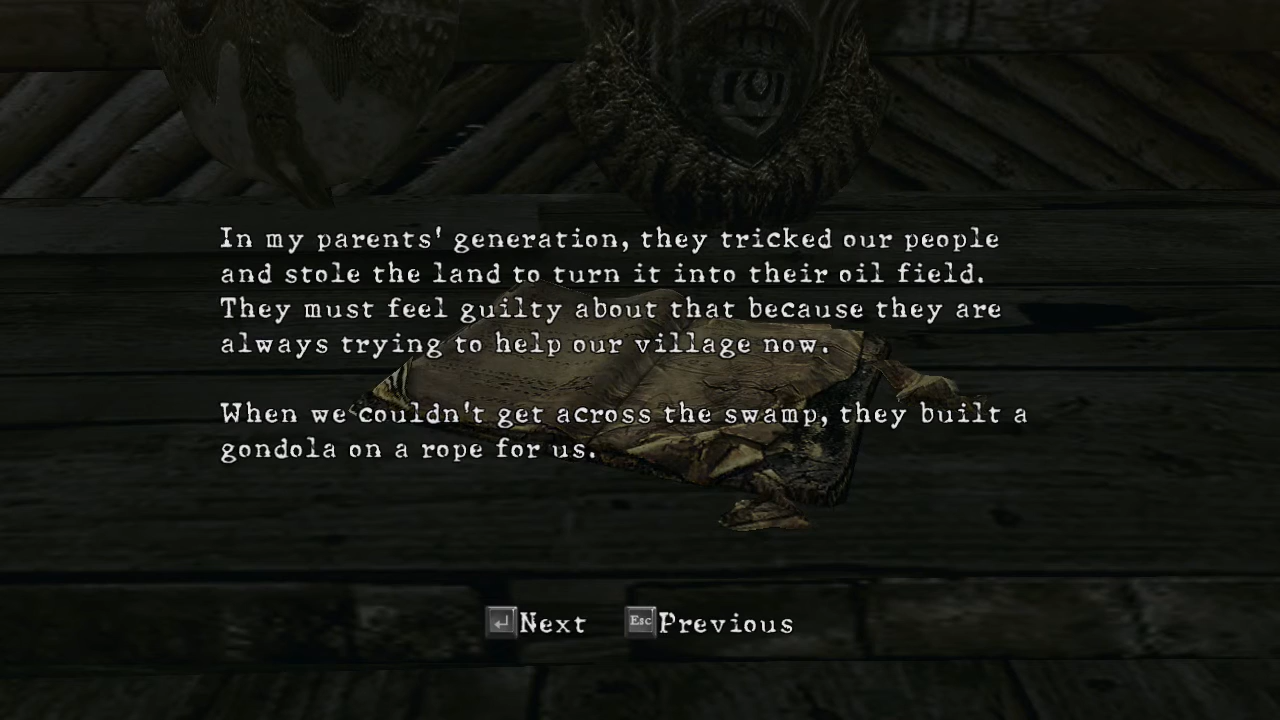 In my parents' generation, they tricked our people
and stole the land to turn it into their oil field.
They must feel guilty about that because they are
always trying to help our village now.
When we couldn't get across the swamp, they built a
gondola on a rope for us.
Next Esc Previous